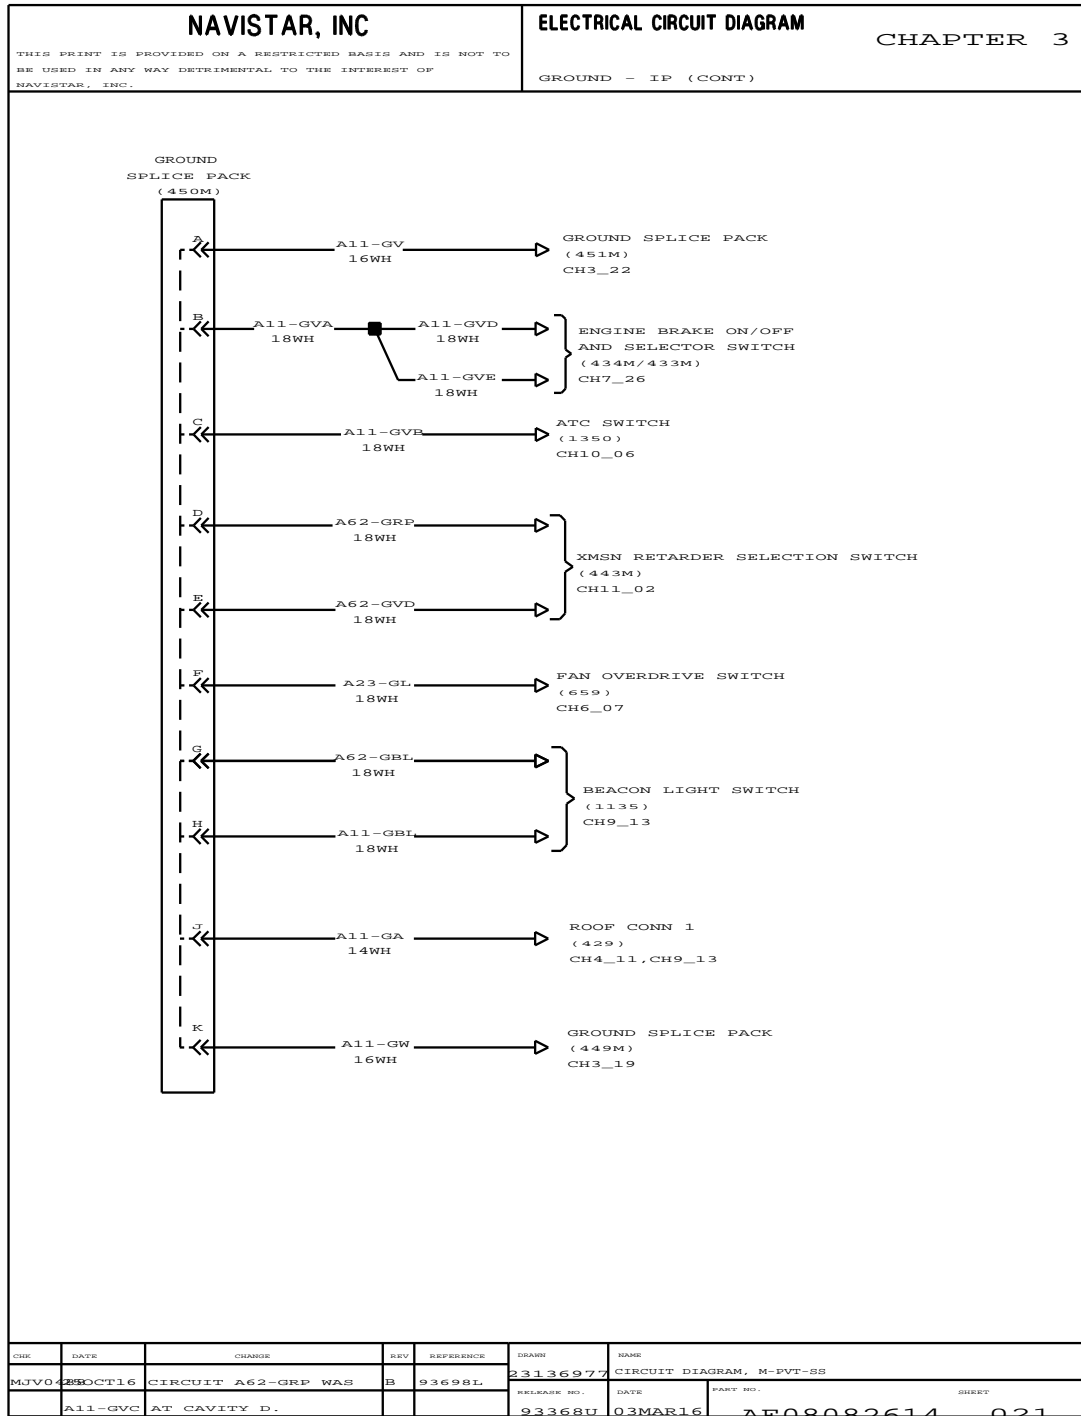 NAVISTAR, INC
THIS PRINT IS PROVIDED ON A RESTRICTED BASIS AND IS NOT TO
BE USED IN ANY WAY DETRIMENTAL TO THE INTEREST OF
NAVISTAR, INC.
ELECTRICAL CIRCUIT DIAGRAM
CHAPTER 3
GROUND - IP (CONT)
GROUND
SPLICE PACK
(450M)
A
A11-GV
16WH
GROUND SPLICE PACK
(451M)
CH3_22
B
A11-GVA
18WH
A11-GVD
18WH
A11-GVE
18WH
ENGINE BRAKE ON/OFF
AND SELECTOR SWITCH
(434M/433M)
CH7_26
C
A11-GVB
18WH
ATC SWITCH
(1350)
CH10_06
D
A62-GRP
18WH
E
A62-GVD
18WH
XMSN RETARDER SELECTION SWITCH
(443M)
CH11_02
F
A23-GL
18WH
FAN OVERDRIVE SWITCH
(659)
CH6_07
G
A62-GBL
18WH
H
A11-GBL
18WH
BEACON LIGHT SWITCH
(1135)
CH9_13
J
A11-GA
14WH
ROOF CONN 1
(429)
CH4_11,CH9_13
K
A11-GW
16WH
GROUND SPLICE PACK
(449M)
CH3_19
CHK DATE CHANGE REV REFERENCE
CIRCUIT A62-GRP WAS B 93698L
A11-GVC AT CAVITY D.
DRAWN
23136977
NAME
CIRCUIT DIAGRAM, M-PVT-SS
RELEASE NO.
93368U
DATE
03MAR16
PART NO.
AF08082614
SHEET
021